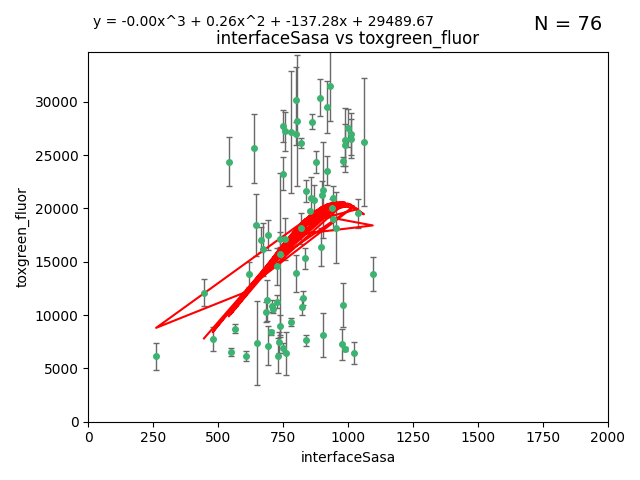 y = -0.00x^3 + 0.26x^2 + -137.28x + 29489.67
N = 76
interfaceSasa vs toxgreen_fluor
30000
25000
20000
15000
10000
5000
0
toxgreen_fluor
0 250 500 750 1000 1250 1500 1750 2000
interfaceSasa